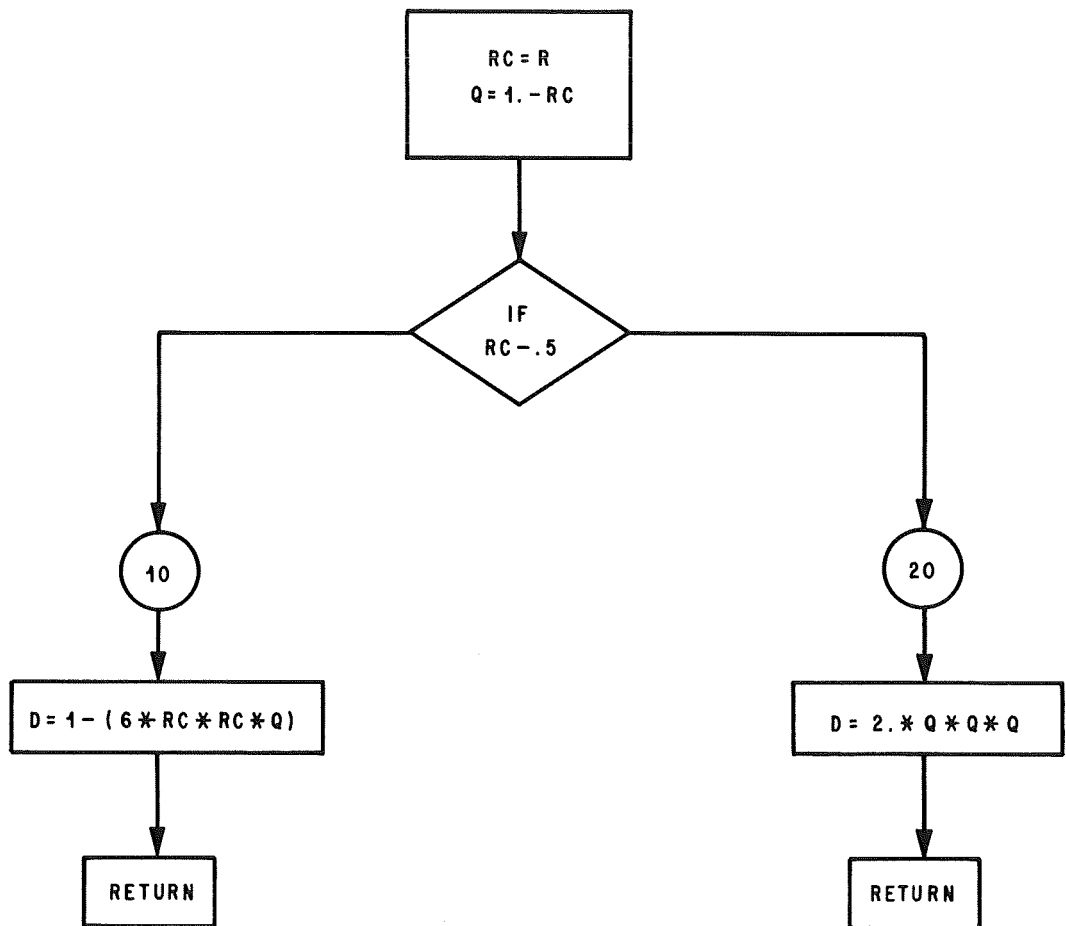 RC=R
Q=1.-RC
IF
RC-.5
10
20
D=1-(6*RC*RC*Q)
D=2.*Q*Q*Q
RETURN
RETURN